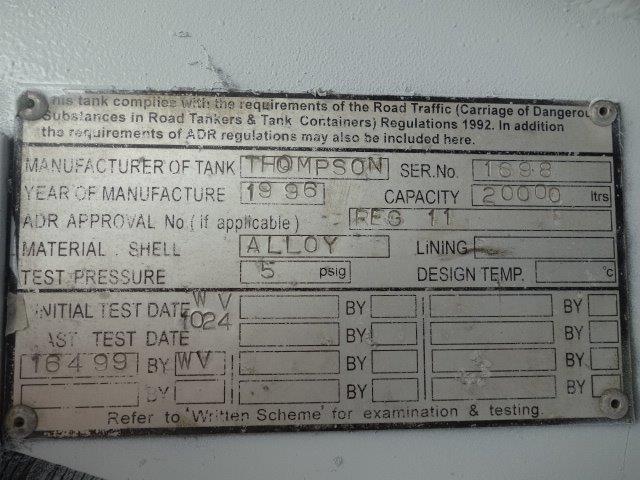 This tank complies with the requirements of the Road Traffic (Carriage of Dangerou
Substances in Road Tankers & Tank Containers) Regulations 1992. In addition
the requirements of ADR regulations may also be included here.
MANUFACTURER OF TANK THOMPSON SER.No. 1698
YEAR OF MANUFACTURE 1996 CAPACITY 20000 ltrs
ADR APPROVAL No (if applicable) REG 11
MATERIAL . SHELL ALLOY LiNING
TEST PRESSURE 5 psig DESIGN TEMP. °c
INITIAL TEST DATE WV 1024 BY BY
LAST TEST DATE BY BY
16499 BY WV BY BY
BY BY BY
Refer to 'Written Scheme' for examination & testing.